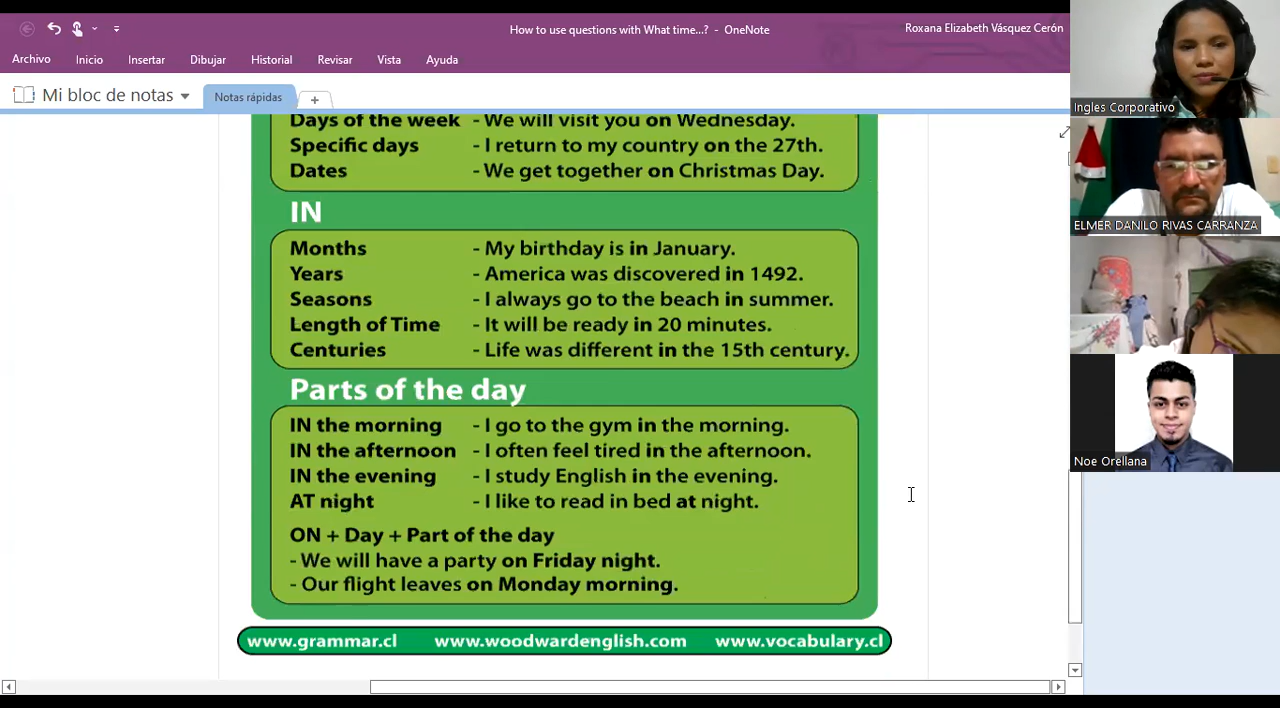 How to use questions with What time...? - OneNote
Roxana Elizabeth Vásquez Cerón
Archivo Inicio Insertar Dibujar Historial Revisar Vista Ayuda
Mi bloc de notas Notas rápidas
Days of the week - We will visit you on Wednesday.
Specific days - I return to my country on the 27th.
Dates - We get together on Christmas Day.
IN
Months - My birthday is in January.
Years - America was discovered in 1492.
Seasons - I always go to the beach in summer.
Length of Time - It will be ready in 20 minutes.
Centuries - Life was different in the 15th century.
Parts of the day
IN the morning - I go to the gym in the morning.
IN the afternoon - I often feel tired in the afternoon.
IN the evening - I study English in the evening.
AT night - I like to read in bed at night.
ON + Day + Part of the day
- We will have a party on Friday night.
- Our flight leaves on Monday morning.
www.grammar.cl www.woodwardenglish.com www.vocabulary.cl
Ingles Corporativo
ELMER DANILO RIVAS CARRANZA
Noe Orellana